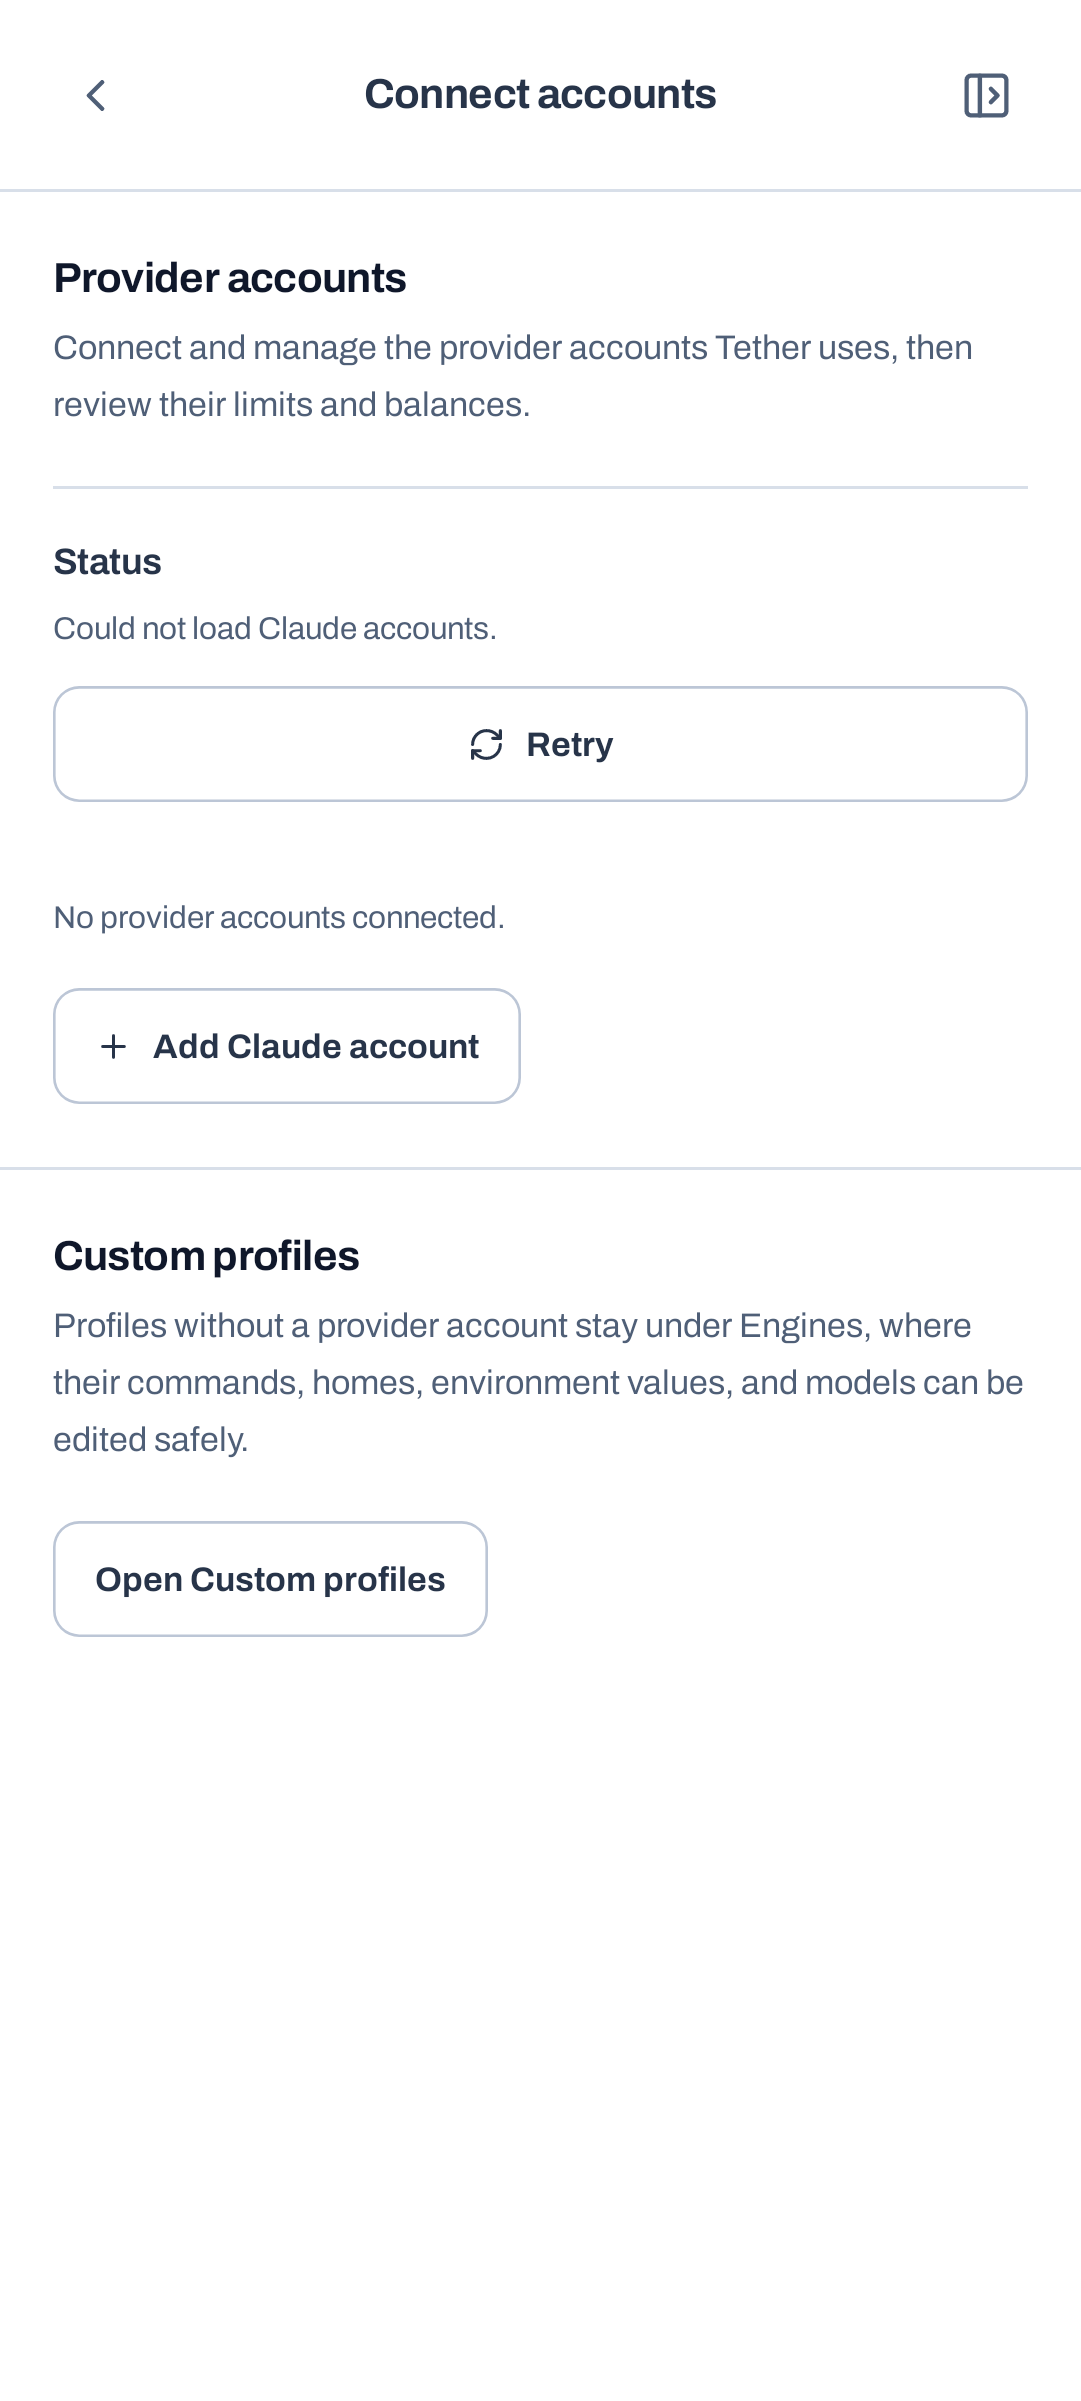 Connect accounts
Provider accounts
Connect and manage the provider accounts Tether uses, then
review their limits and balances.
Status
Could not load Claude accounts.
Retry
No provider accounts connected.
Add Claude account
Custom profiles
Profiles without a provider account stay under Engines, where
their commands, homes, environment values, and models can be
edited safely.
Open Custom profiles